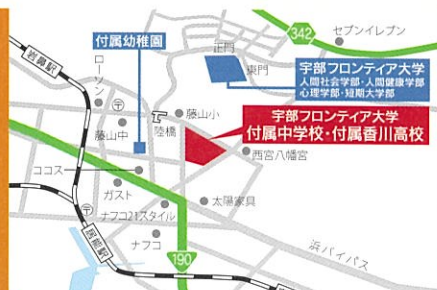 342
セブンイレブン
付属幼稚園
正門
東門
岩鼻駅
ローソン
宇部フロンティア大学
人間社会学部・人間健康学部
心理学部・短期大学部
〒
藤山小
藤山中
陸橋
宇部フロンティア大学
付属中学校・付属香川高校
西宮八幡宮
ココス
ガスト
太陽家具
〒
ナフコ21スタイル
居能駅
ナフコ
浜バイパス
190